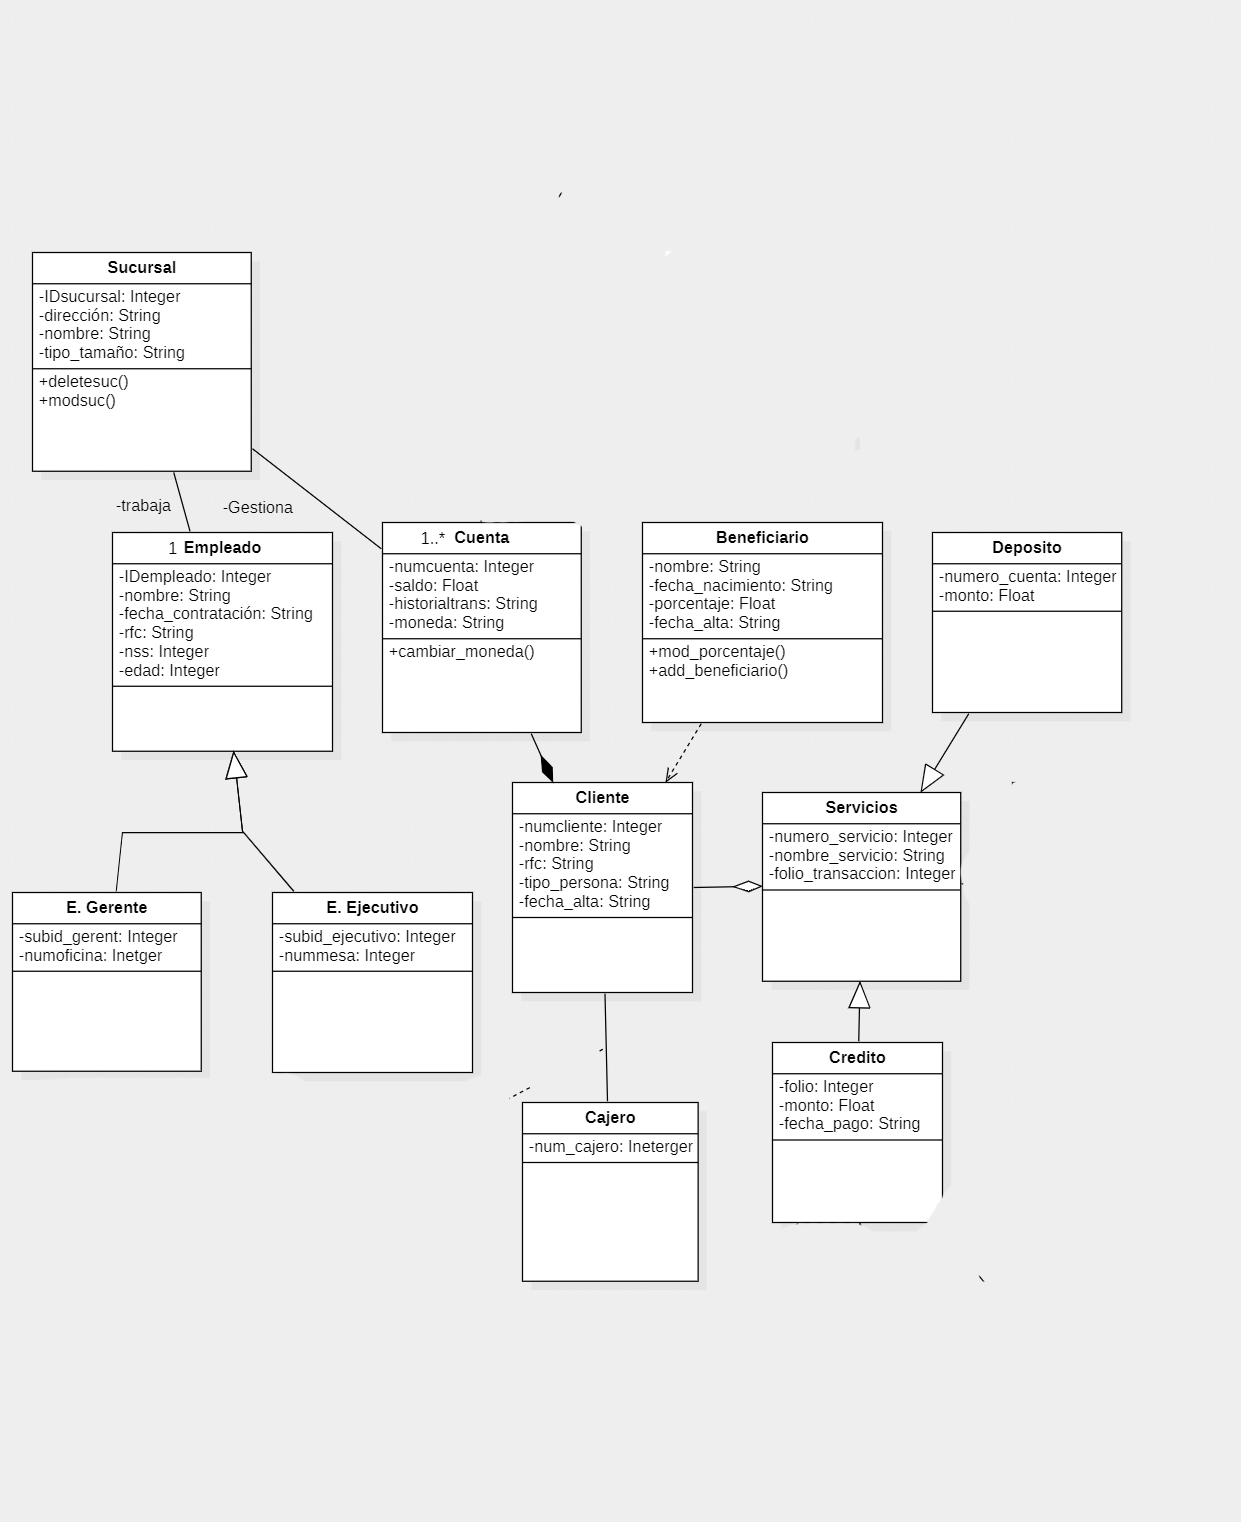 Sucursal
-IDsucursal: Integer
-dirección: String
-nombre: String
-tipo_tamaño: String
+deletesuc()
+modsuc()
-trabaja
-Gestiona
1 Empleado
-IDempleado: Integer
-nombre: String
-fecha_contratación: String
-rfc: String
-nss: Integer
-edad: Integer
1..* Cuenta
-numcuenta: Integer
-saldo: Float
-historialtrans: String
-moneda: String
+cambiar_moneda()
Beneficiario
-nombre: String
-fecha_nacimiento: String
-porcentaje: Float
-fecha_alta: String
+mod_porcentaje()
+add_beneficiario()
Deposito
-numero_cuenta: Integer
-monto: Float
Cliente
-numcliente: Integer
-nombre: String
-rfc: String
-tipo_persona: String
-fecha_alta: String
Servicios
-numero_servicio: Integer
-nombre_servicio: String
-folio_transaccion: Integer
E. Gerente
-subid_gerent: Integer
-numoficina: Inetger
E. Ejecutivo
-subid_ejecutivo: Integer
-nummesa: Integer
Cajero
-num_cajero: Ineterger
Credito
-folio: Integer
-monto: Float
-fecha_pago: String